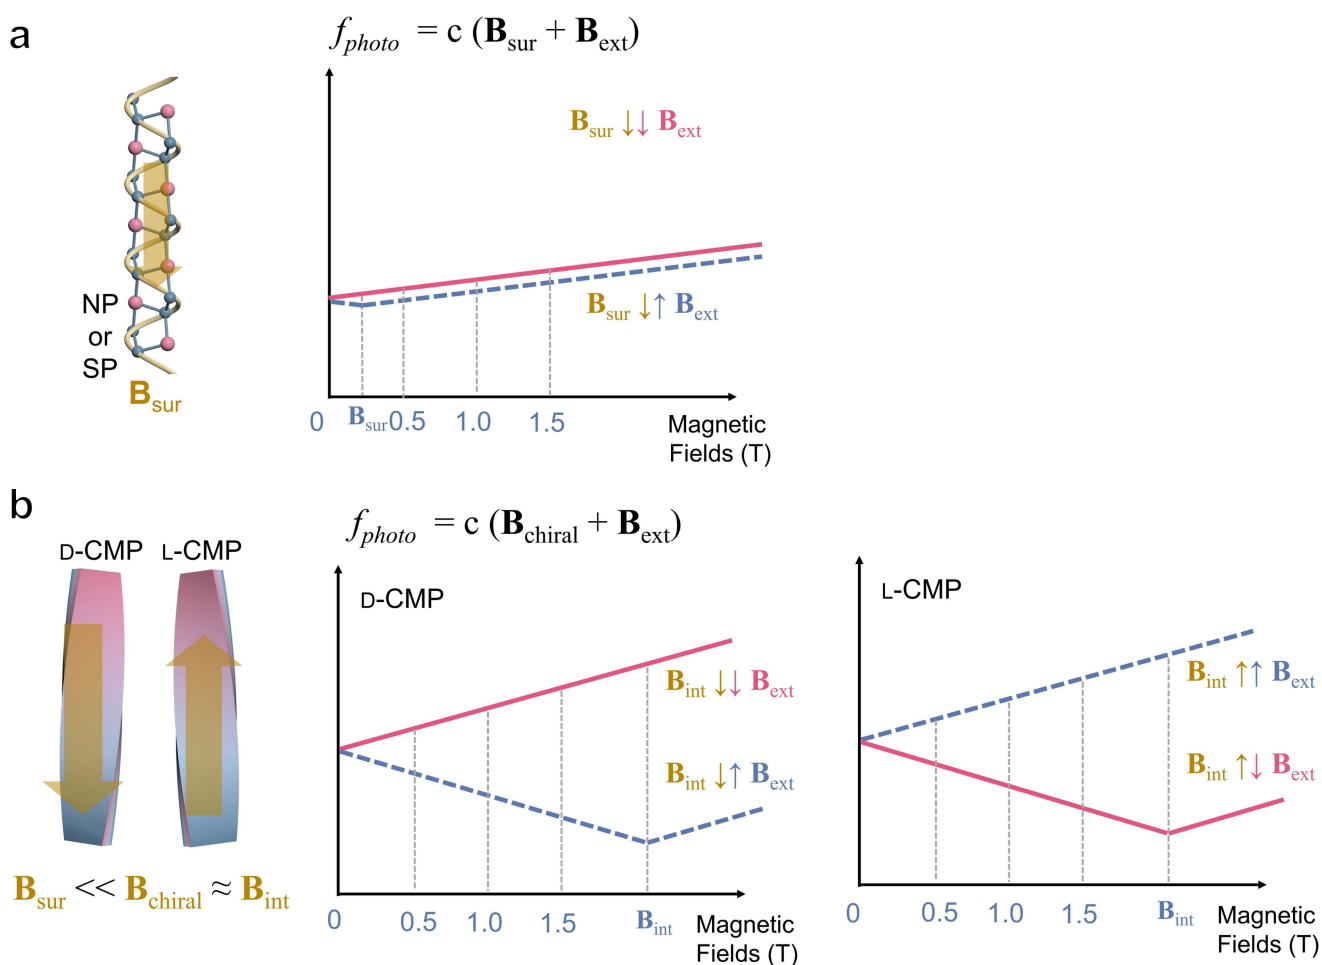 a
f_photo = c (B_sur + B_ext)
B_sur ↓↓ B_ext
NP
or
SP
B_sur
B_sur ↓↑ B_ext
0 B_sur 0.5 1.0 1.5 Magnetic
Fields (T)
b
f_photo = c (B_chiral + B_ext)
D-CMP L-CMP
D-CMP
B_int ↓↓ B_ext
B_int ↓↑ B_ext
L-CMP
B_int ↑↑ B_ext
B_int ↑↓ B_ext
B_sur << B_chiral ≈ B_int
0 0.5 1.0 1.5 B_int Magnetic
Fields (T)
0 0.5 1.0 1.5 B_int Magnetic
Fields (T)